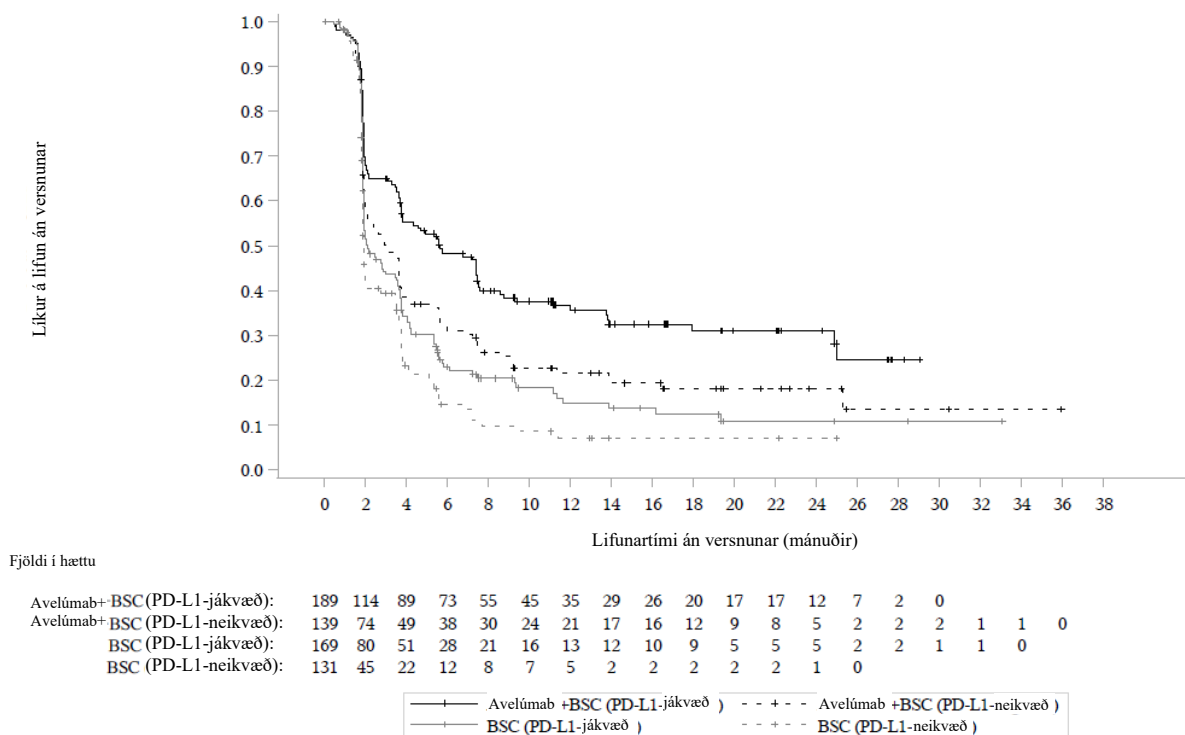 Líkur á lifun án versnunar
1.0
0.9
0.8
0.7
0.6
0.5
0.4
0.3
0.2
0.1
0.0
0 2 4 6 8 10 12 14 16 18 20 22 24 26 28 30 32 34 36 38
Lifunartími án versnunar (mánuðir)
Fjöldi í hættu
Avelúmab+BSC (PD-L1-jákvæð): 189 114 89 73 55 45 35 29 26 20 17 17 12 7 2 0
Avelúmab+BSC (PD-L1-neikvæð): 139 74 49 38 30 24 21 17 16 12 9 8 5 2 2 2 1 1 0
BSC (PD-L1-jákvæð): 169 80 51 28 21 16 13 12 10 9 5 5 5 2 2 1 1 0
BSC (PD-L1-neikvæð): 131 45 22 12 8 7 5 2 2 2 2 2 1 0
Avelúmab +BSC (PD-L1-jákvæð ) Avelúmab +BSC (PD-L1-neikvæð )
BSC (PD-L1-jákvæð ) BSC (PD-L1-neikvæð )